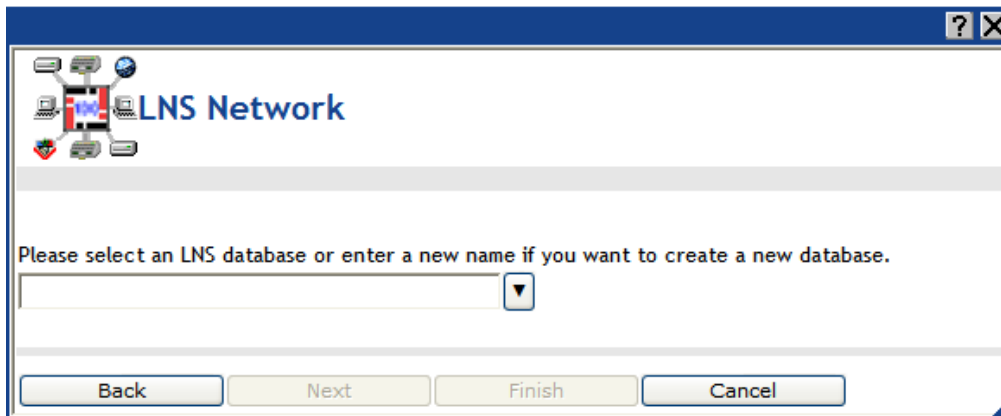 ?
LNS Network
Please select an LNS database or enter a new name if you want to create a new database.
Back Next Finish Cancel